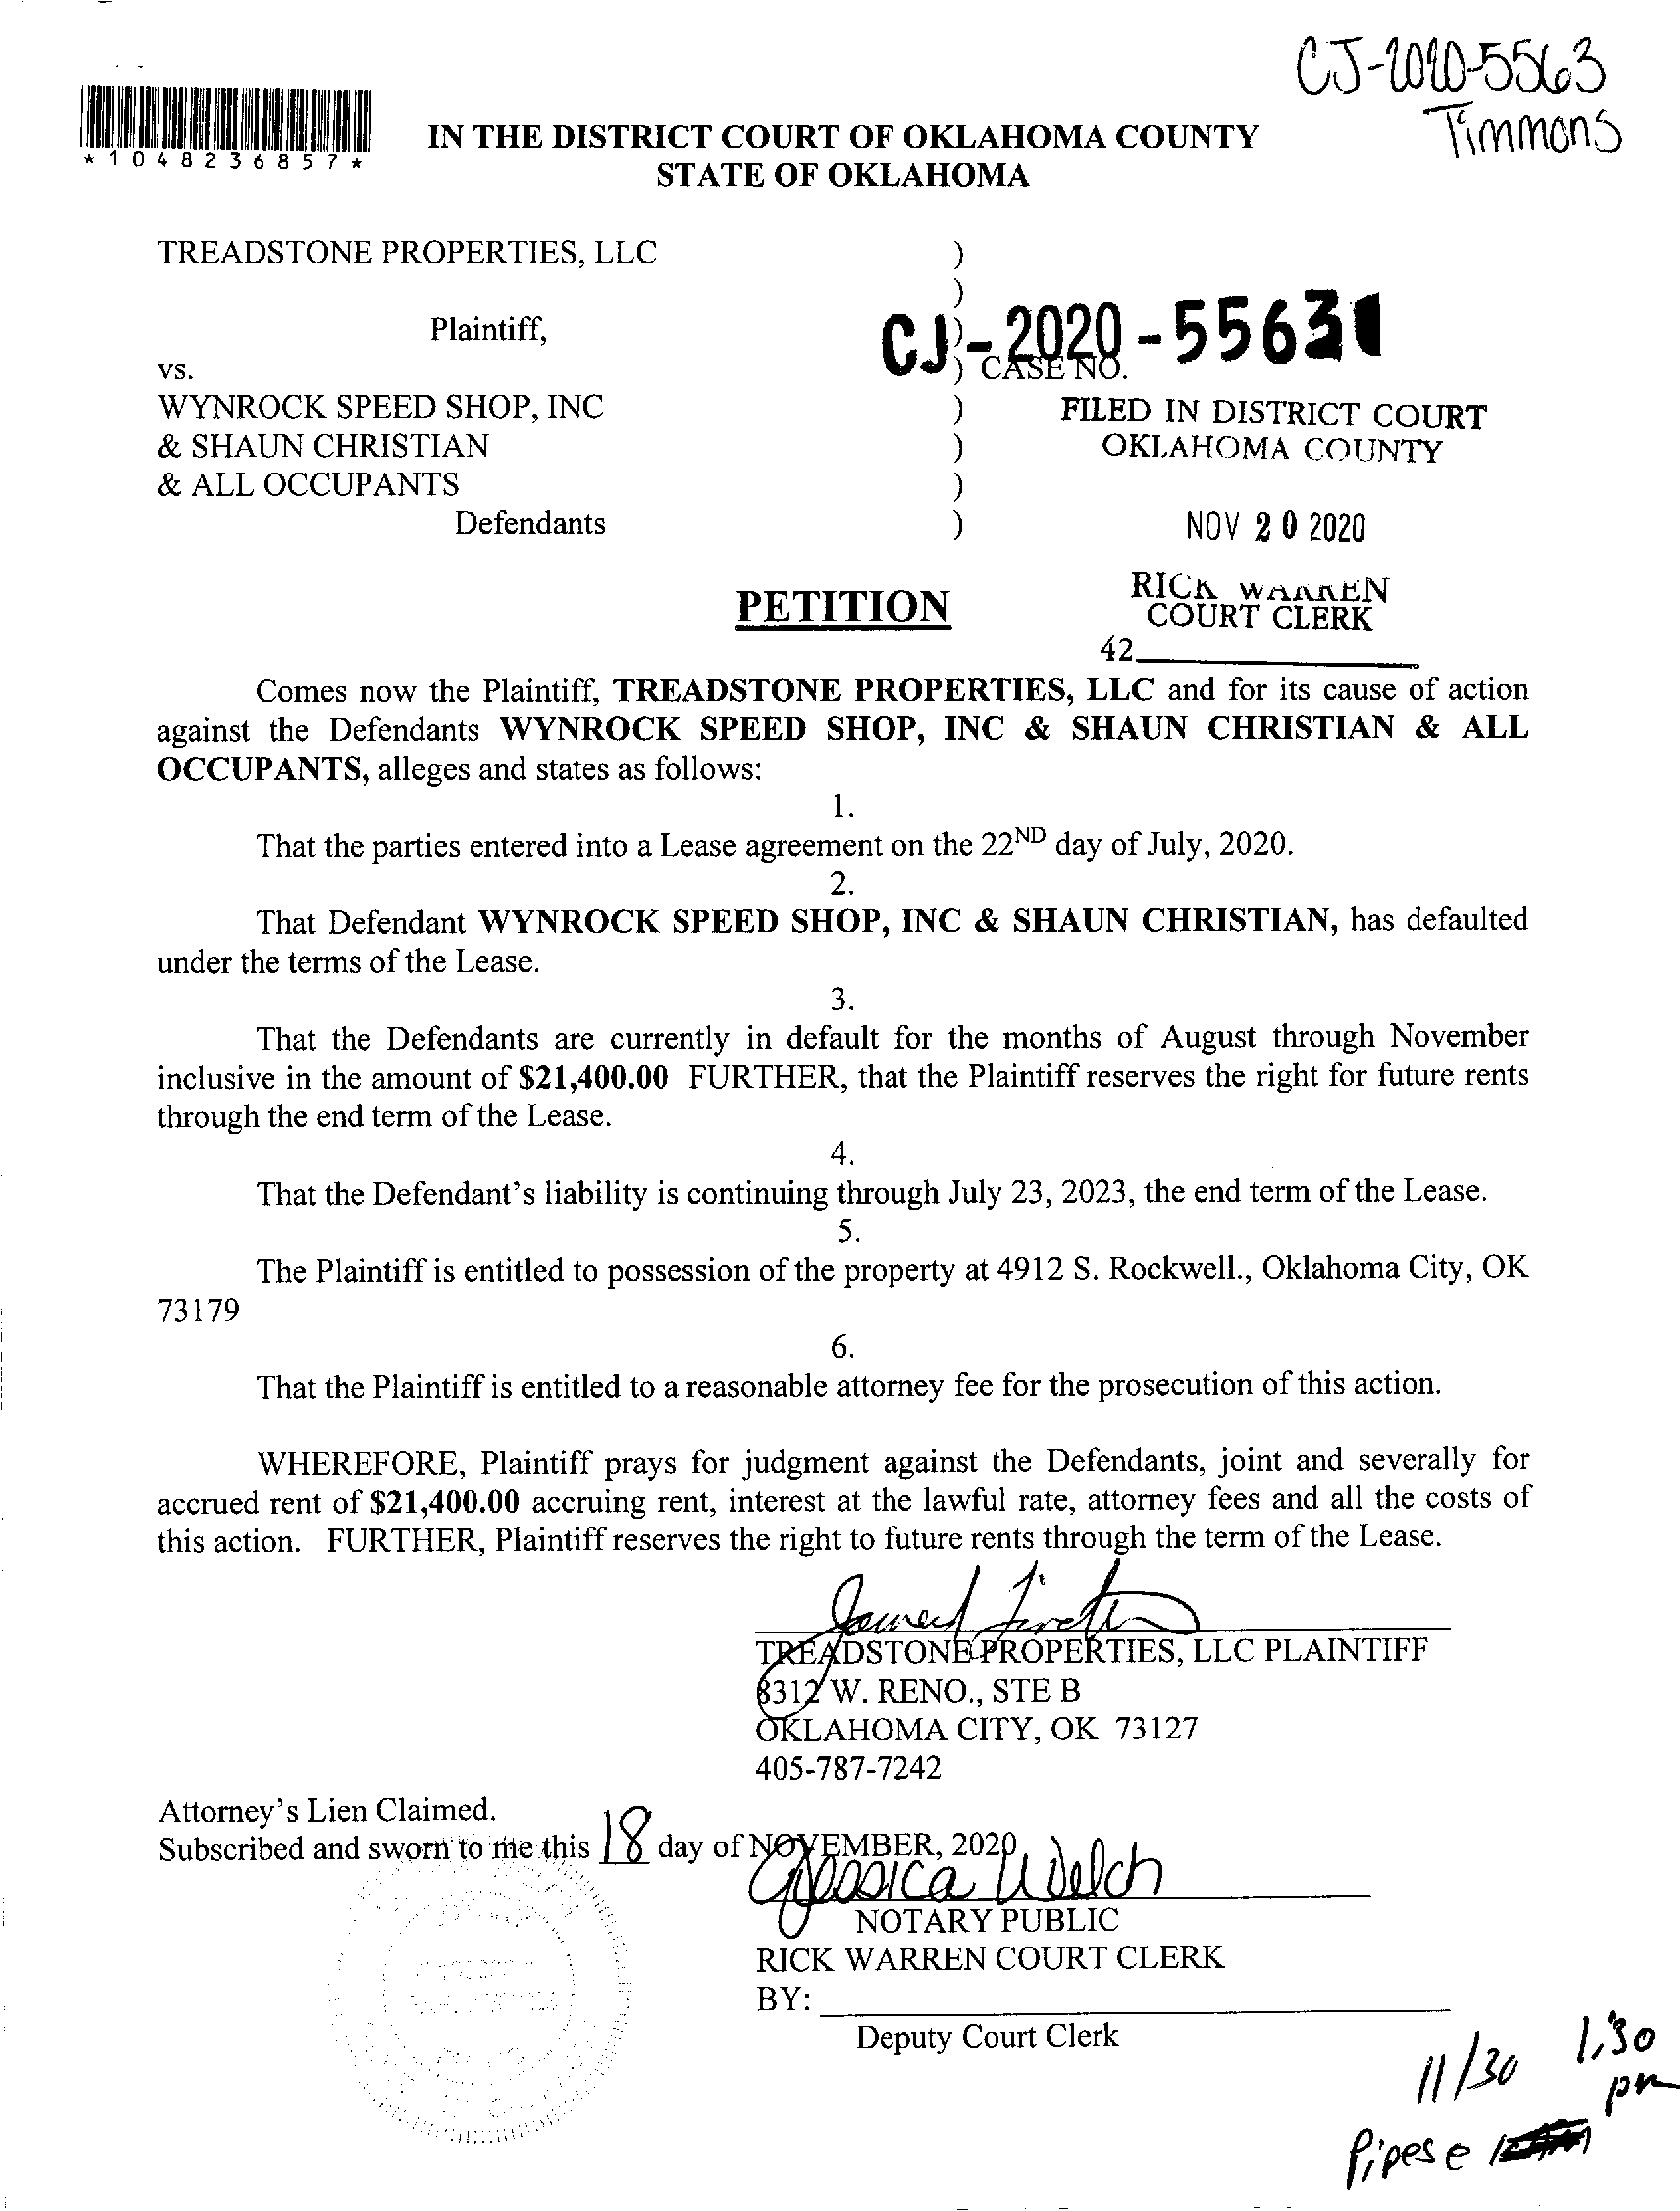 CJ-2020-5563
Timmons
*1048236857*
IN THE DISTRICT COURT OF OKLAHOMA COUNTY
STATE OF OKLAHOMA
TREADSTONE PROPERTIES, LLC )
)
Plaintiff, )
CJ-2020-5563
vs. ) CASE NO.
WYNROCK SPEED SHOP, INC )
& SHAUN CHRISTIAN )
& ALL OCCUPANTS )
Defendants )
FILED IN DISTRICT COURT
OKLAHOMA COUNTY
NOV 20 2020
RICK WARREN
COURT CLERK
42
PETITION
Comes now the Plaintiff, TREADSTONE PROPERTIES, LLC and for its cause of action
against the Defendants WYNROCK SPEED SHOP, INC & SHAUN CHRISTIAN & ALL
OCCUPANTS, alleges and states as follows:
1.
That the parties entered into a Lease agreement on the 22ND day of July, 2020.
2.
That Defendant WYNROCK SPEED SHOP, INC & SHAUN CHRISTIAN, has defaulted
under the terms of the Lease.
3.
That the Defendants are currently in default for the months of August through November
inclusive in the amount of $21,400.00 FURTHER, that the Plaintiff reserves the right for future rents
through the end term of the Lease.
4.
That the Defendant's liability is continuing through July 23, 2023, the end term of the Lease.
5.
The Plaintiff is entitled to possession of the property at 4912 S. Rockwell., Oklahoma City, OK
73179
6.
That the Plaintiff is entitled to a reasonable attorney fee for the prosecution of this action.
WHEREFORE, Plaintiff prays for judgment against the Defendants, joint and severally for
accrued rent of $21,400.00 accruing rent, interest at the lawful rate, attorney fees and all the costs of
this action. FURTHER, Plaintiff reserves the right to future rents through the term of the Lease.
TREADSTONE PROPERTIES, LLC PLAINTIFF
8312 W. RENO., STE B
OKLAHOMA CITY, OK 73127
405-787-7242
Attorney's Lien Claimed.
Subscribed and sworn to me this 18 day of NOVEMBER, 2020
Jessica Welch
NOTARY PUBLIC
RICK WARREN COURT CLERK
BY:
Deputy Court Clerk
11/30 1:30
pm
Pipes e